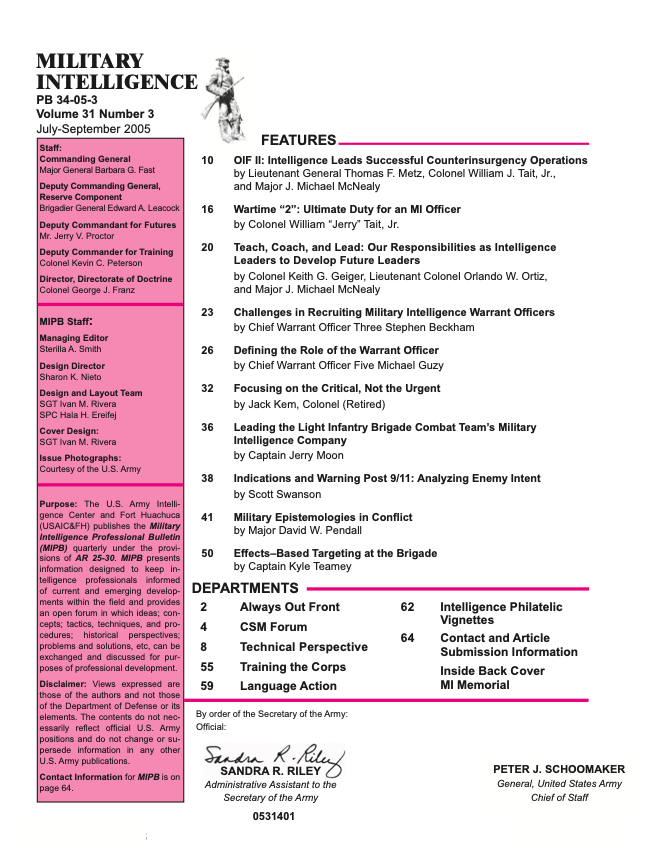 MILITARY
INTELLIGENCE
PB 34-05-3
Volume 31 Number 3
July-September 2005
Staff:
Commanding General
Major General Barbara G. Fast
Deputy Commanding General,
Reserve Component
Brigadier General Edward A. Leacock
Deputy Commandant for Futures
Mr. Jerry V. Proctor
Deputy Commander for Training
Colonel Kevin C. Peterson
Director, Directorate of Doctrine
Colonel George J. Franz
MIPB Staff:
Managing Editor
Sterilla A. Smith
Design Director
Sharon K. Nieto
Design and Layout Team
SGT Ivan M. Rivera
SPC Hala H. Ereifej
Cover Design:
SGT Ivan M. Rivera
Issue Photographs:
Courtesy of the U.S. Army
Purpose: The U.S. Army Intelli-
gence Center and Fort Huachuca
(USAIC&FH) publishes the Military
Intelligence Professional Bulletin
(MIPB) quarterly under the provi-
sions of AR 25-30. MIPB presents
information designed to keep in-
telligence professionals informed
of current and emerging develop-
ments within the field and provides
an open forum in which ideas; con-
cepts; tactics, techniques, and pro-
cedures; historical perspectives;
problems and solutions, etc, can be
exchanged and discussed for pur-
poses of professional development.
Disclaimer: Views expressed are
those of the authors and not those
of the Department of Defense or its
elements. The contents do not nec-
essarily reflect official U.S. Army
positions and do not change or su-
persede information in any other
U.S. Army publications.
Contact Information for MIPB is on
page 64.
FEATURES
10 OIF II: Intelligence Leads Successful Counterinsurgency Operations
by Lieutenant General Thomas F. Metz, Colonel William J. Tait, Jr.,
and Major J. Michael McNealy
16 Wartime “2”: Ultimate Duty for an MI Officer
by Colonel William “Jerry” Tait, Jr.
20 Teach, Coach, and Lead: Our Responsibilities as Intelligence
Leaders to Develop Future Leaders
by Colonel Keith G. Geiger, Lieutenant Colonel Orlando W. Ortiz,
and Major J. Michael McNealy
23 Challenges in Recruiting Military Intelligence Warrant Officers
by Chief Warrant Officer Three Stephen Beckham
26 Defining the Role of the Warrant Officer
by Chief Warrant Officer Five Michael Guzy
32 Focusing on the Critical, Not the Urgent
by Jack Kem, Colonel (Retired)
36 Leading the Light Infantry Brigade Combat Team’s Military
Intelligence Company
by Captain Jerry Moon
38 Indications and Warning Post 9/11: Analyzing Enemy Intent
by Scott Swanson
41 Military Epistemologies in Conflict
by Major David W. Pendall
50 Effects–Based Targeting at the Brigade
by Captain Kyle Teamey
DEPARTMENTS
2 Always Out Front
4 CSM Forum
8 Technical Perspective
55 Training the Corps
59 Language Action
62 Intelligence Philatelic
Vignettes
64 Contact and Article
Submission Information
Inside Back Cover
MI Memorial
By order of the Secretary of the Army:
Official:
Sandra R. Riley
SANDRA R. RILEY
Administrative Assistant to the
Secretary of the Army
0531401
PETER J. SCHOOMAKER
General, United States Army
Chief of Staff